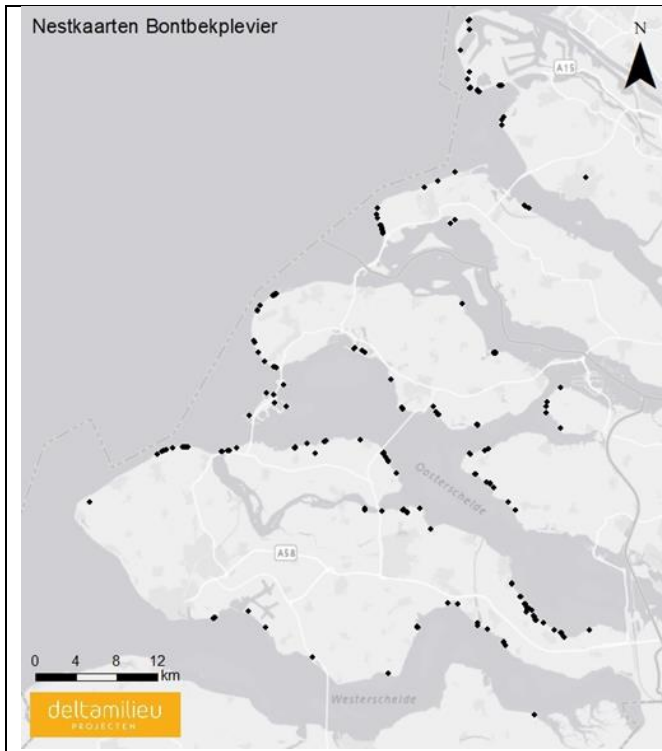 Nestkaarten Bontbekplevier
N
A15
Oosterschelde
A58
0 4 8 12
km
Westerschelde
deltamilieu
PROJECTEN